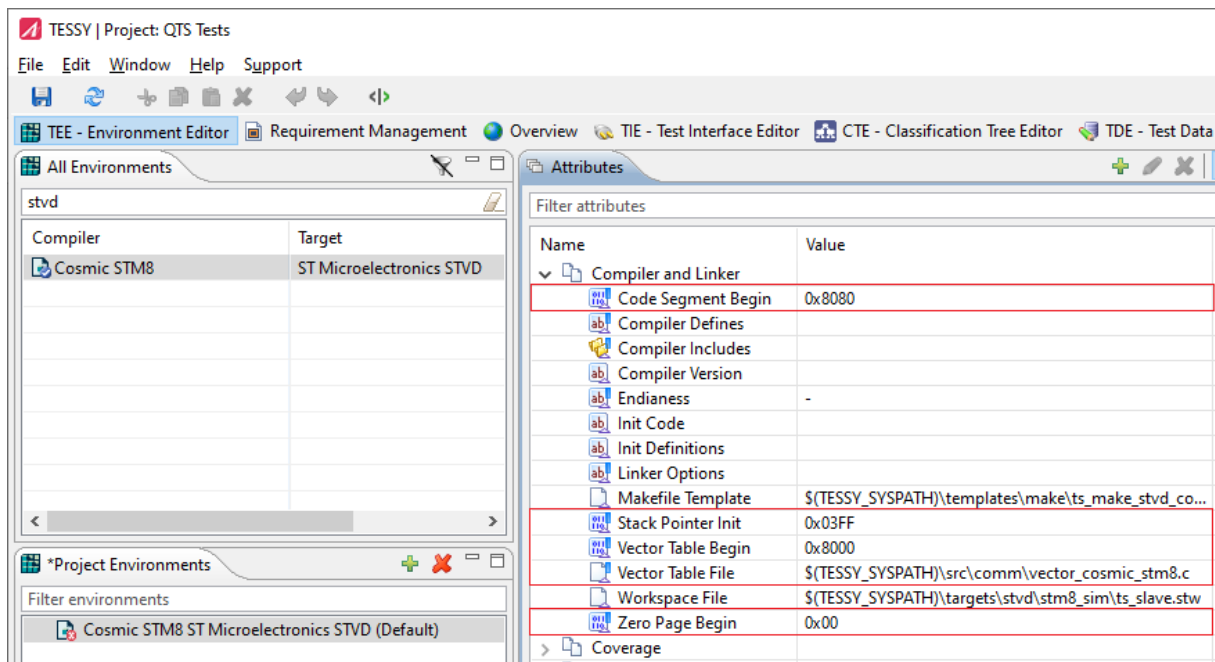 TESSY | Project: QTS Tests
File Edit Window Help Support
TEE - Environment Editor Requirement Management Overview TIE - Test Interface Editor CTE - Classification Tree Editor TDE - Test Data
All Environments
stvd
Compiler Target
Cosmic STM8 ST Microelectronics STVD
*Project Environments
Filter environments
Cosmic STM8 ST Microelectronics STVD (Default)
Attributes
Filter attributes
Name Value
Compiler and Linker
Code Segment Begin 0x8080
Compiler Defines
Compiler Includes
Compiler Version
Endianess -
Init Code
Init Definitions
Linker Options
Makefile Template $(TESSY_SYSPATH)\templates\make\ts_make_stvd_co...
Stack Pointer Init 0x03FF
Vector Table Begin 0x8000
Vector Table File $(TESSY_SYSPATH)\src\comm\vector_cosmic_stm8.c
Workspace File $(TESSY_SYSPATH)\targets\stvd\stm8_sim\ts_slave.stw
Zero Page Begin 0x00
Coverage